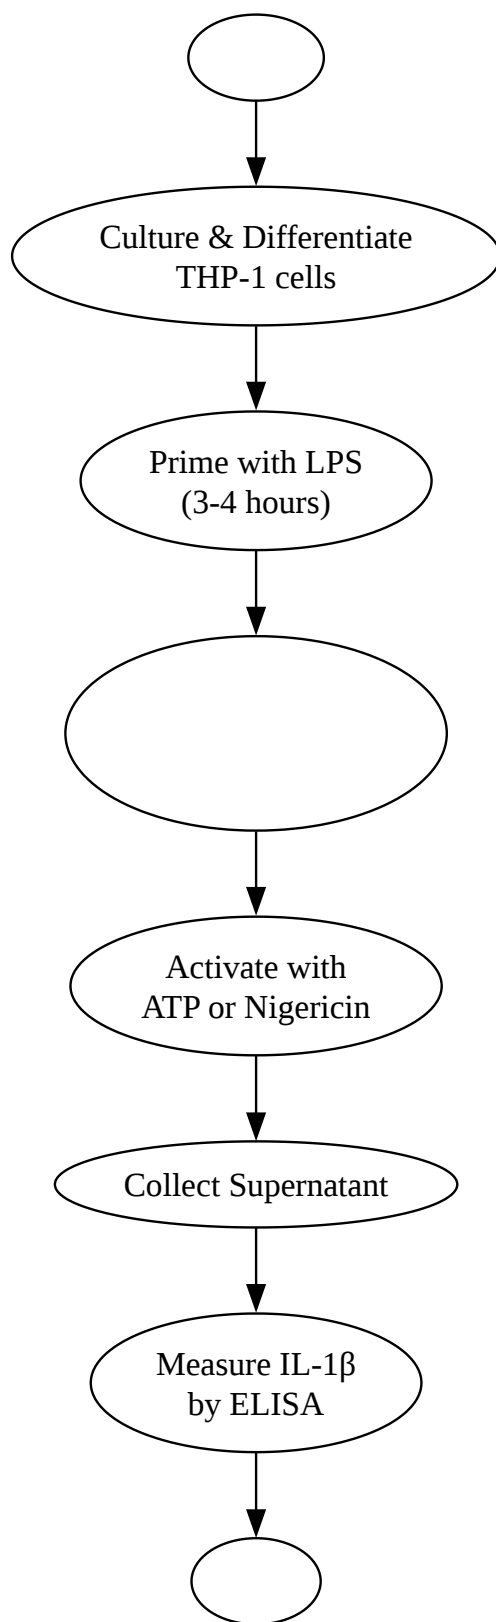 Culture & Differentiate
THP-1 cells
Prime with LPS
(3-4 hours)
Activate with
ATP or Nigericin
Collect Supernatant
Measure IL-1β
by ELISA